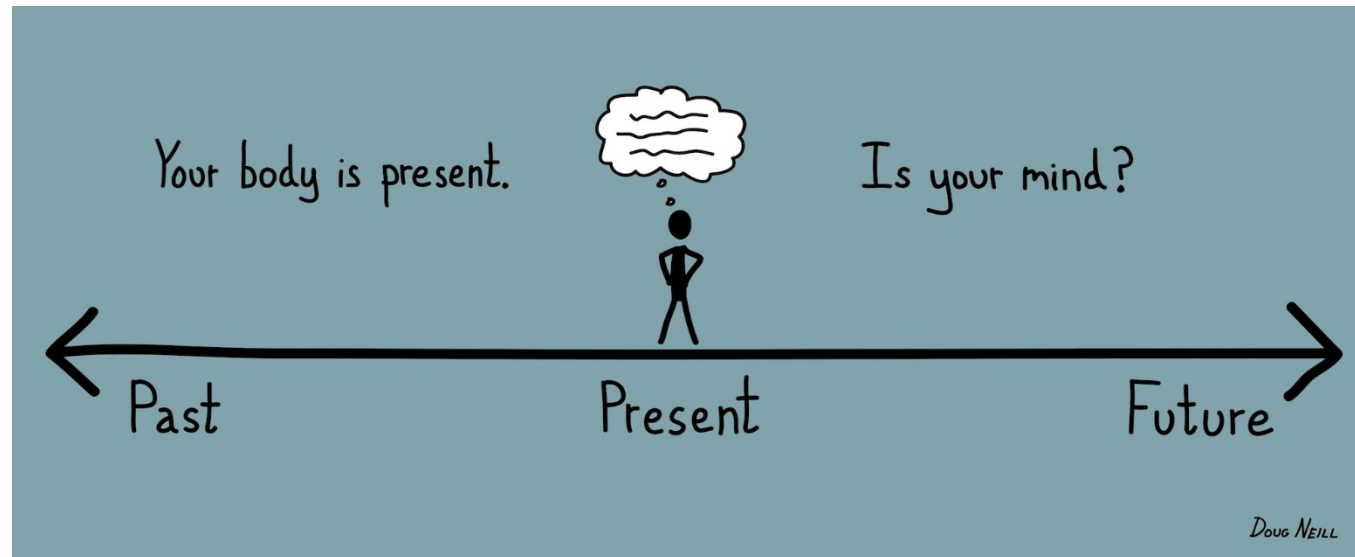 Your body is present.
Is your mind?
Past
Present
Future
Doug Neill